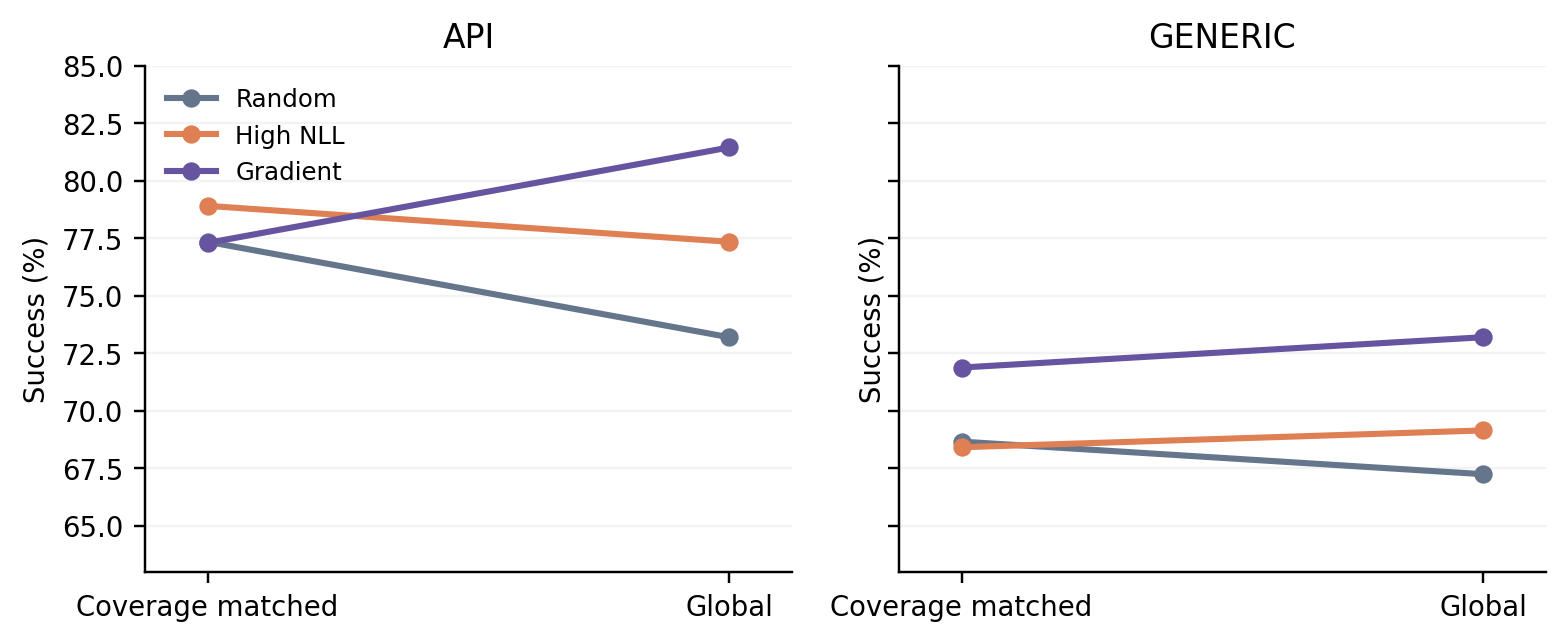 API
Success (%)
85.0
82.5
80.0
77.5
75.0
72.5
70.0
67.5
65.0
Random
High NLL
Gradient
Coverage matched
Global
GENERIC
Success (%)
Coverage matched
Global